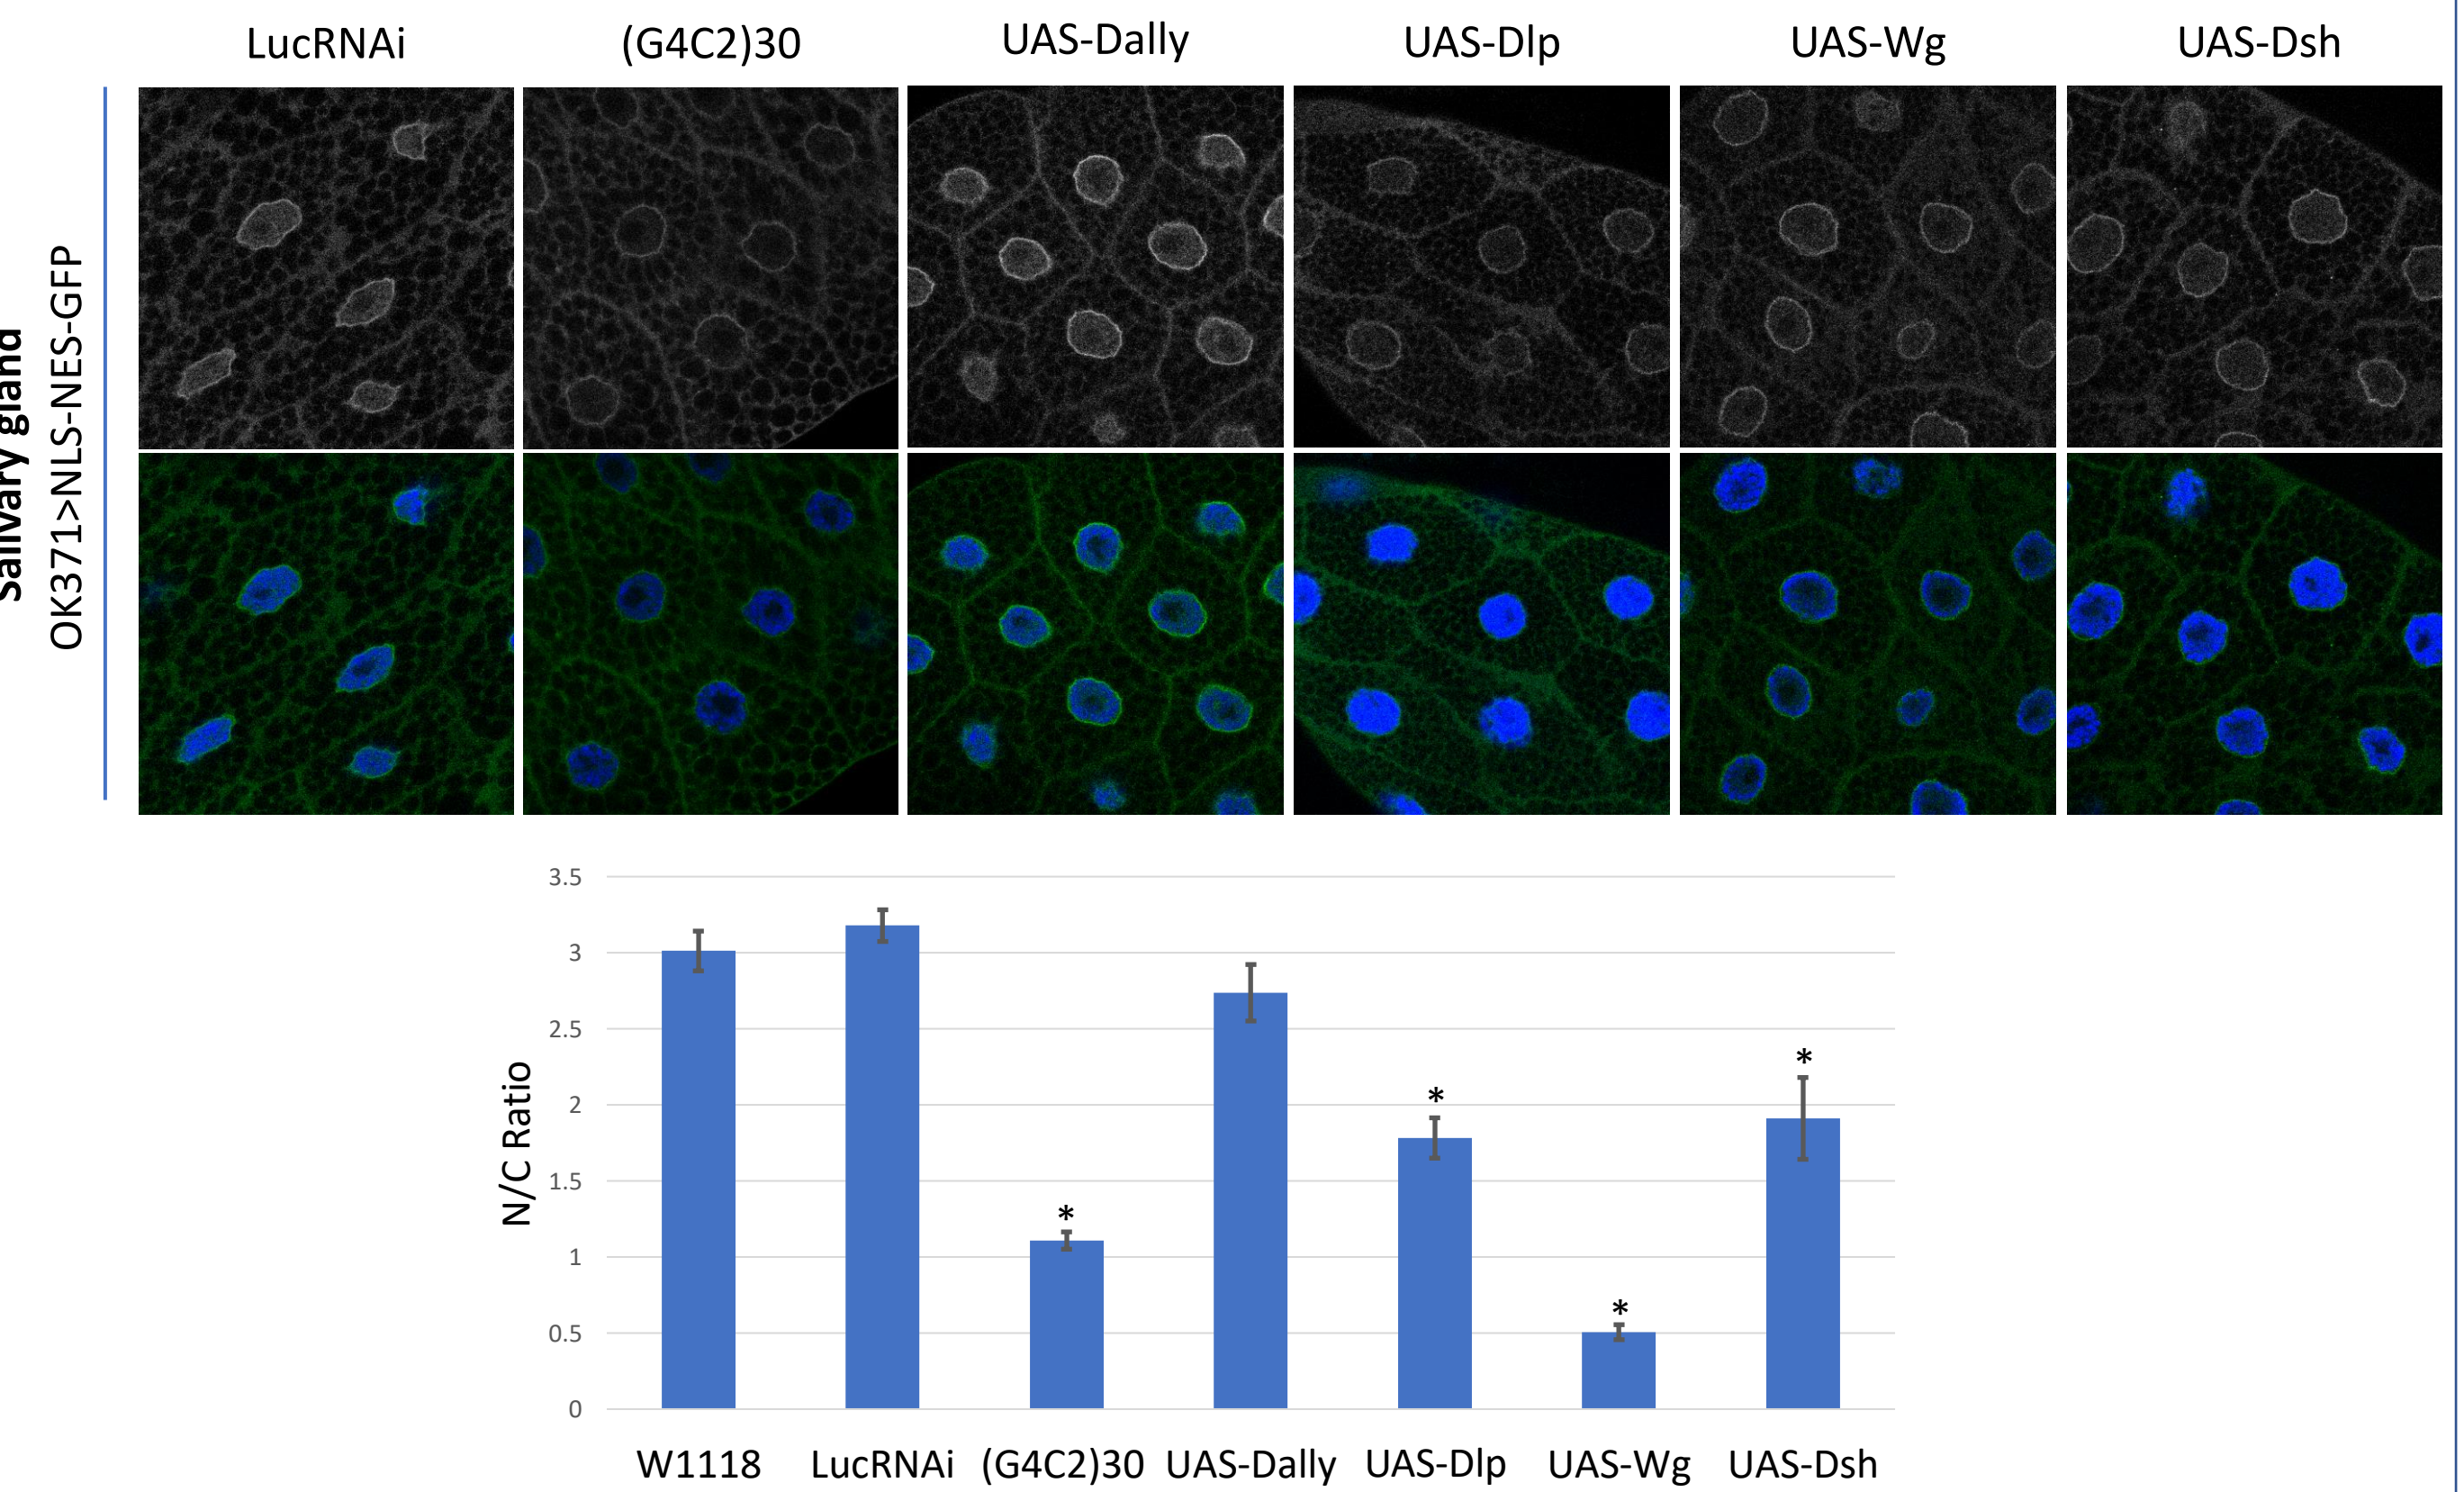 LucRNAi
(G4C2)30
UAS-Dally
UAS-Dlp
UAS-Wg
UAS-Dsh
Salivary gland
OK371>NLS-NES-GFP
3.5
3
2.5
2
1.5
1
0.5
0
N/C Ratio
*
*
*
*
W1118
LucRNAi
(G4C2)30
UAS-Dally
UAS-Dlp
UAS-Wg
UAS-Dsh